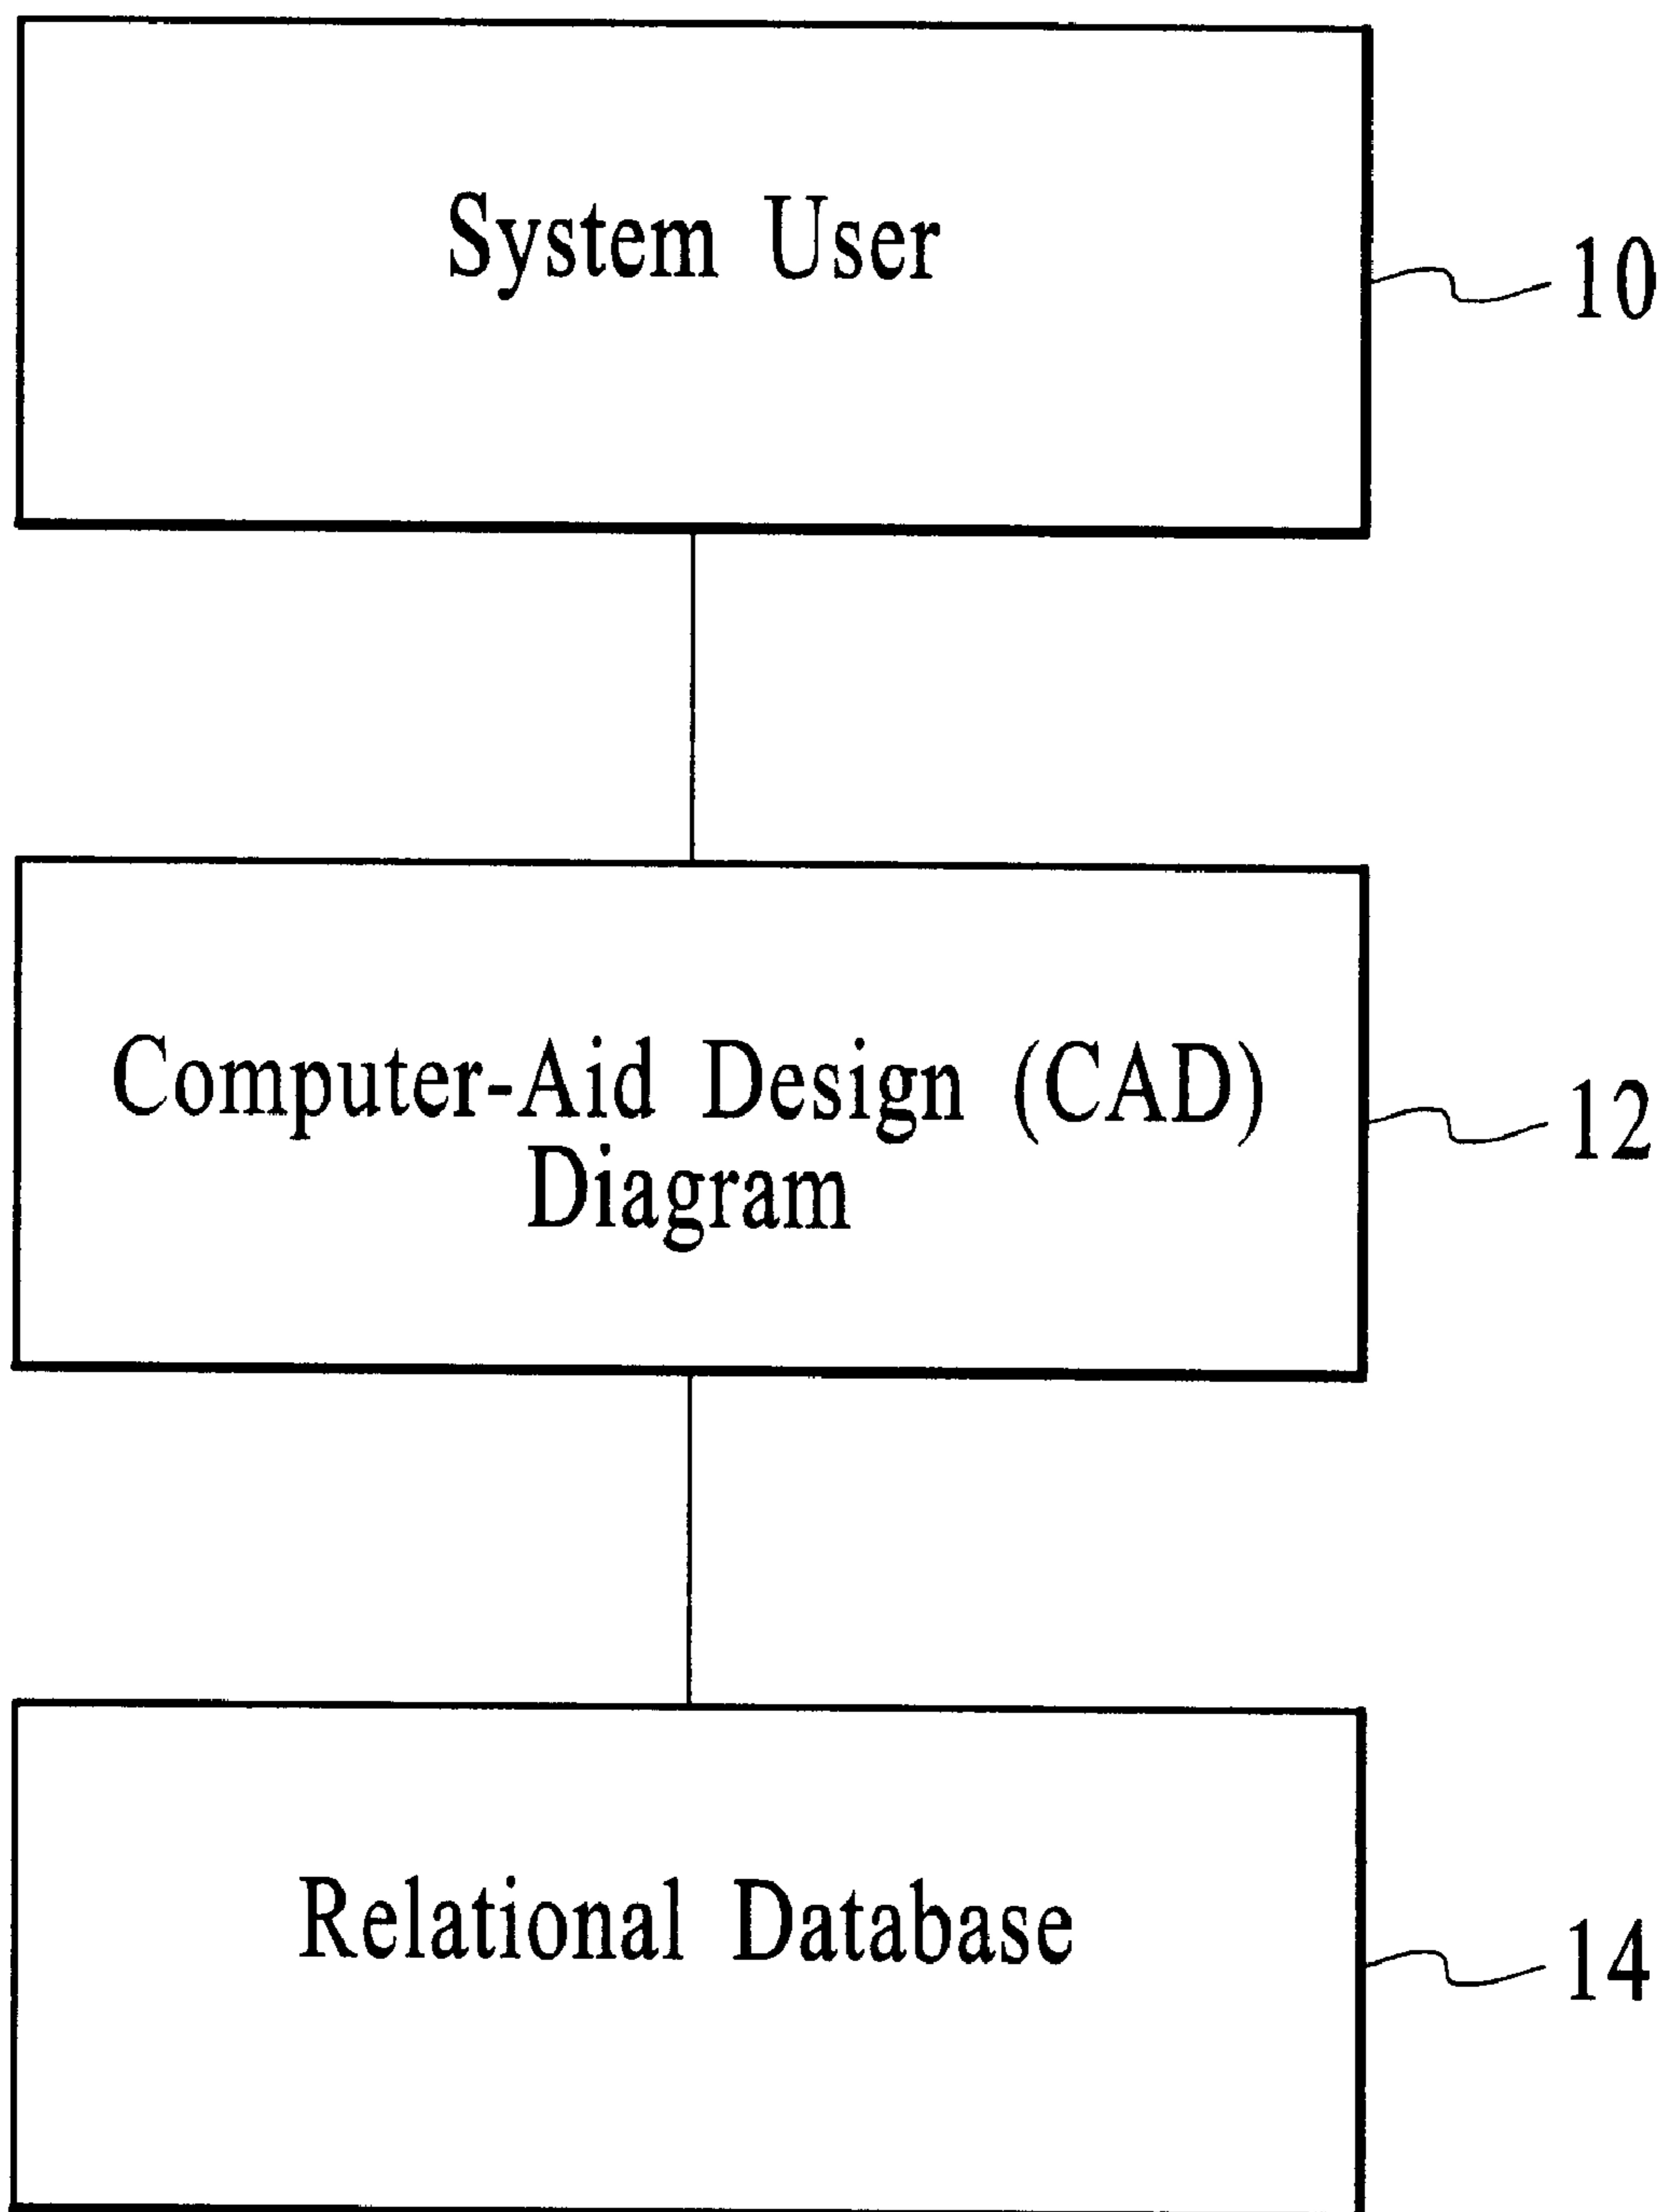 System User
10
Computer-Aid Design (CAD)
Diagram
12
Relational Database
14